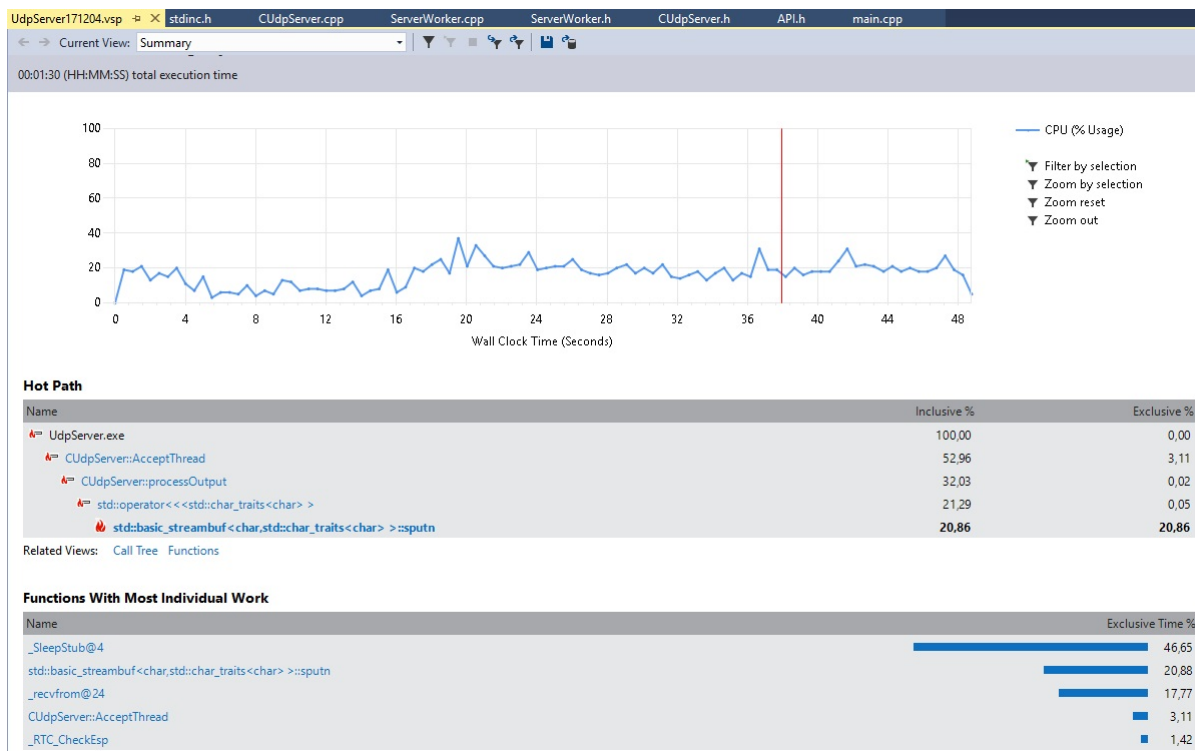 UdpServer171204.vsp stdinc.h CUdpServer.cpp ServerWorker.cpp ServerWorker.h CUdpServer.h API.h main.cpp
Current View: Summary
00:01:30 (HH:MM:SS) total execution time
100
80
60
40
20
0
0 4 8 12 16 20 24 28 32 36 40 44 48
Wall Clock Time (Seconds)
CPU (% Usage)
Filter by selection
Zoom by selection
Zoom reset
Zoom out
Hot Path
Name Inclusive % Exclusive %
UdpServer.exe 100,00 0,00
CUdpServer::AcceptThread 52,96 3,11
CUdpServer::processOutput 32,03 0,02
std::operator<<<std::char_traits<char> > 21,29 0,05
std::basic_streambuf<char,std::char_traits<char> >::sputn 20,86 20,86
Related Views: Call Tree Functions
Functions With Most Individual Work
Name Exclusive Time %
_SleepStub@4 46,65
std::basic_streambuf<char,std::char_traits<char> >::sputn 20,88
_recvfrom@24 17,77
CUdpServer::AcceptThread 3,11
_RTC_CheckEsp 1,42